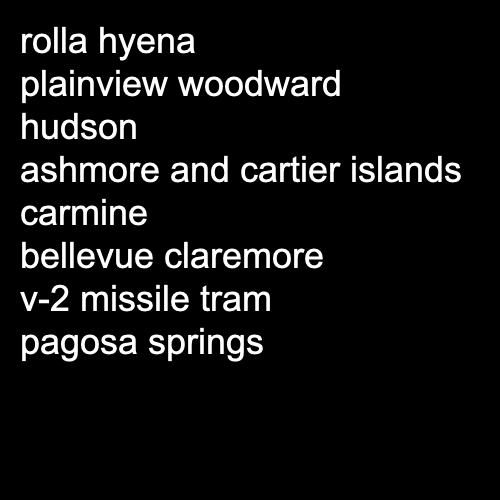 rolla hyena
plainview woodward
hudson
ashmore and cartier islands
carmine
bellevue claremore
v-2 missile tram
pagosa springs